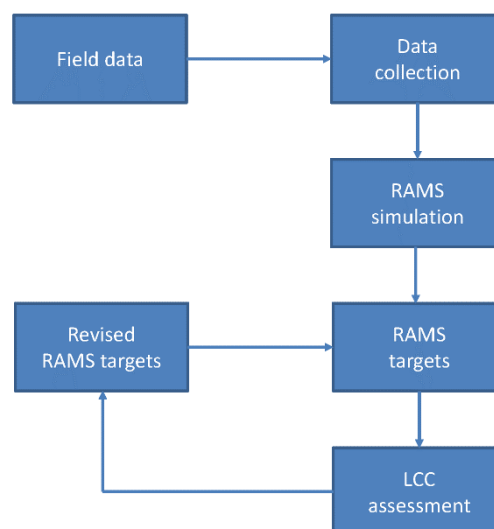 Field data
Data
collection
RAMS
simulation
Revised
RAMS targets
RAMS
targets
LCC
assessment